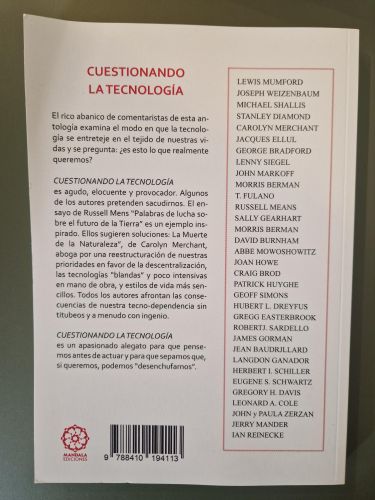 CUESTIONANDO
LA TECNOLOGÍA
El rico abanico de comentaristas de esta an-
tología examina el modo en que la tecnolo-
gía se entreteje en el tejido de nuestras vi-
das y se pregunta: ¿es esto lo que realmente
queremos?
CUESTIONANDO LA TECNOLOGÍA
es agudo, elocuente y provocador. Algunos
de los autores pretenden sacudirnos. El en-
sayo de Russell Mens "Palabras de lucha so-
bre el futuro de la Tierra" es un ejemplo ins-
pirado. Ellos sugieren soluciones: La Muerte
de la Naturaleza", de Carolyn Merchant,
aboga por una reestructuración de nuestras
prioridades en favor de la descentralización,
las tecnologías "blandas" y poco intensivas
en mano de obra, y estilos de vida más sen-
cillos. Todos los autores afrontan las conse-
cuencias de nuestra tecno-dependencia sin
titubeos y a menudo con ingenio.
CUESTIONANDO LA TECNOLOGÍA
es un apasionado alegato para que pense-
mos antes de actuar y para que sepamos que,
si queremos, podemos "desenchufarnos".
MANDALA
EDICIONES
9 788410 194113
LEWIS MUMFORD
JOSEPH WEIZENBAUM
MICHAEL SHALLIS
STANLEY DIAMOND
CAROLYN MERCHANT
JACQUES ELLUL
GEORGE BRADFORD
LENNY SIEGEL
JOHN MARKOFF
MORRIS BERMAN
T. FULANO
RUSSELL MEANS
SALLY GEARHART
MORRIS BERMAN
DAVID BURNHAM
ABBE MOWOSHOWITZ
JOAN HOWE
CRAIG BROD
PATRICK HUYGHE
GEOF SIMONS
HUBERT L. DREYFUS
GREGG EASTERBROOK
ROBERTJ. SARDELLO
JAMES GORMAN
JEAN BAUDRJLLARD
LANGDON GANADOR
HERBERT I. SCHILLER
EUGENE S. SCHWARTZ
GREGORY H. DAVIS
LEONARD A. COLE
JOHN y PAULA ZERZAN
JERRY MANDER
IAN REINECKE